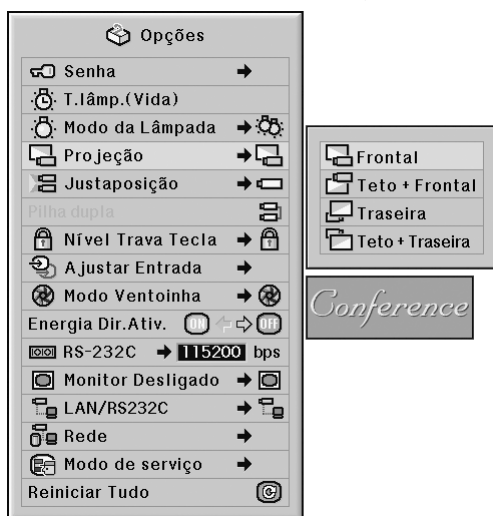 Opções
Senha
T.lâmp.(Vida)
Modo da Lâmpada
Projeção
Justaposição
Pilha dupla
Nível Trava Tecla
Ajustar Entrada
Modo Ventoinha
Energia Dir.Ativ. ON OFF
RS-232C 115200 bps
Monitor Desligado
LAN/RS232C
Rede
Modo de serviço
Reiniciar Tudo
Frontal
Teto + Frontal
Traseira
Teto + Traseira
Conference